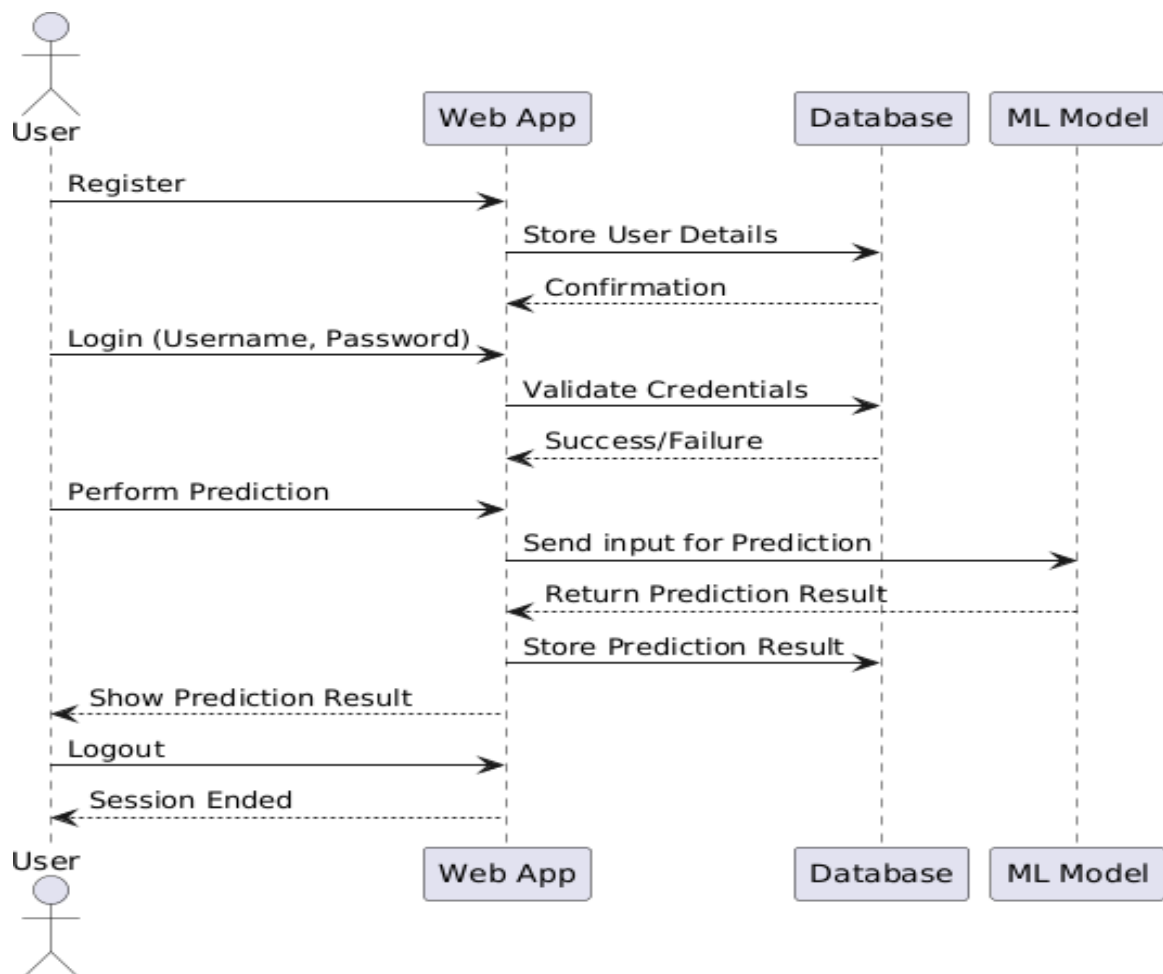 User
Web App
Database
ML Model
Register
Store User Details
Confirmation
Login (Username, Password)
Validate Credentials
Success/Failure
Perform Prediction
Send input for Prediction
Return Prediction Result
Store Prediction Result
Show Prediction Result
Logout
Session Ended
User
Web App
Database
ML Model